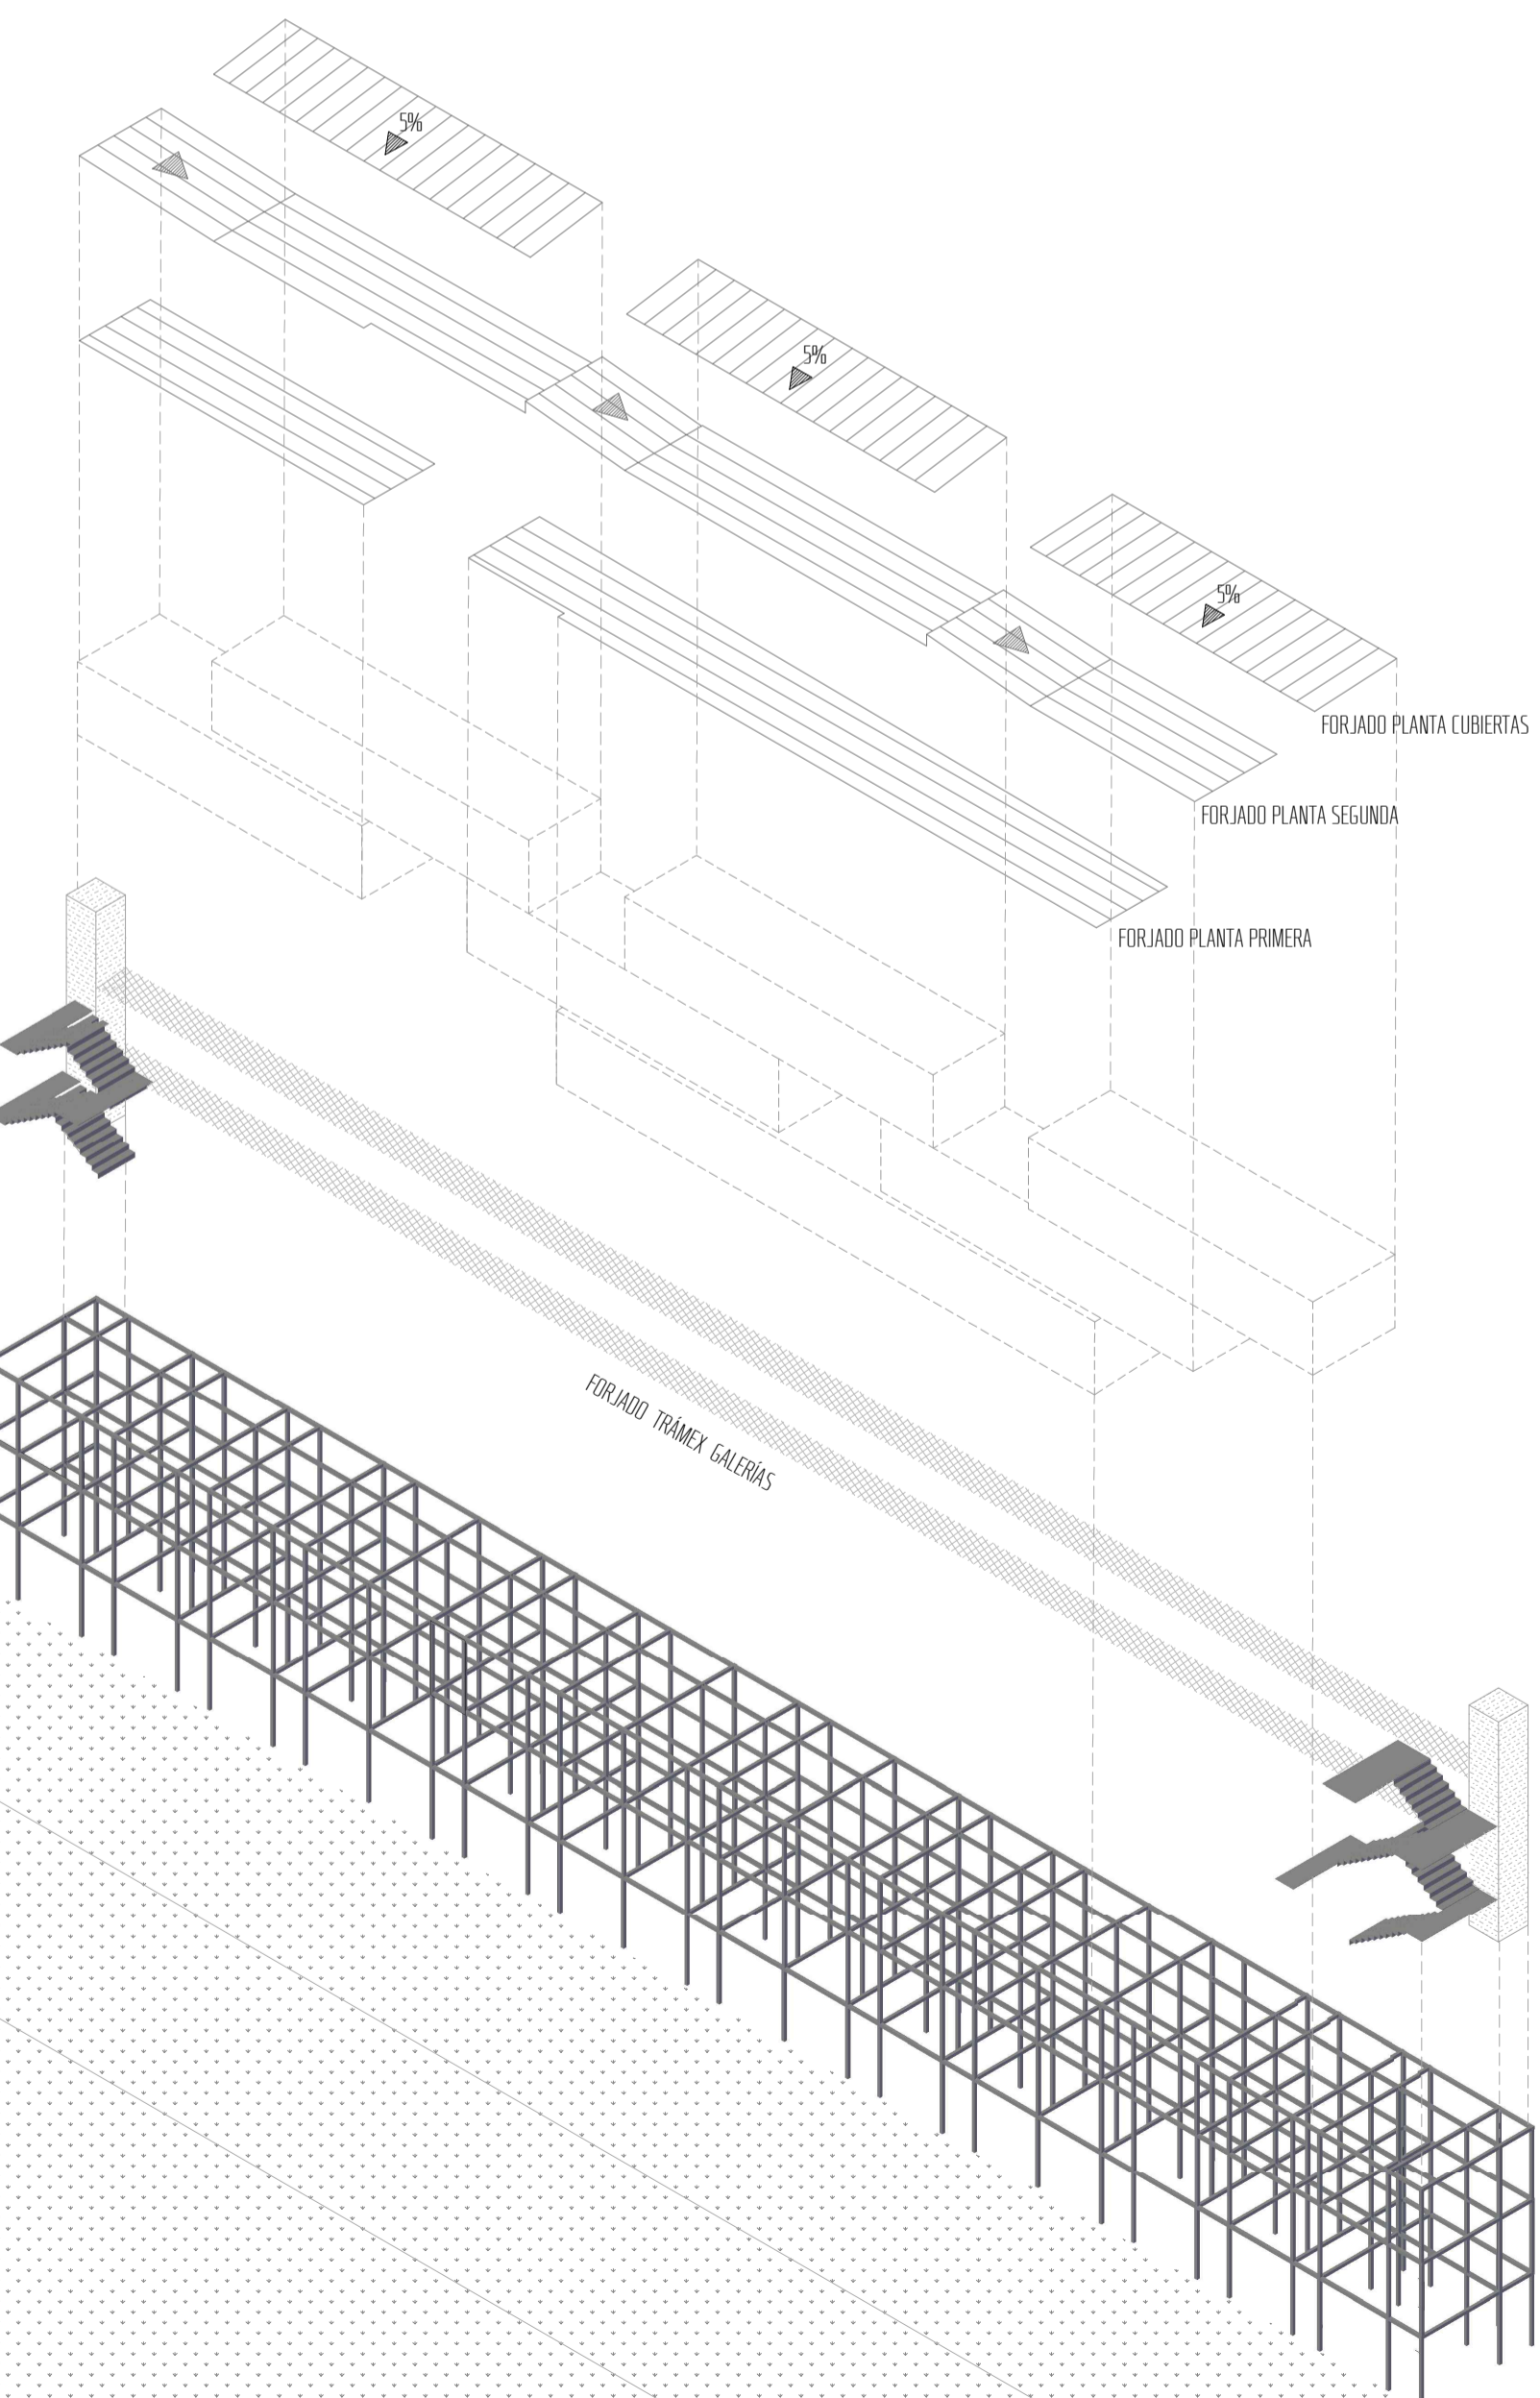 5%
5%
5%
FORJADO PLANTA CUBIERTAS
FORJADO PLANTA SEGUNDA
FORJADO PLANTA PRIMERA
FORJADO TRÁMEX GALERÍAS